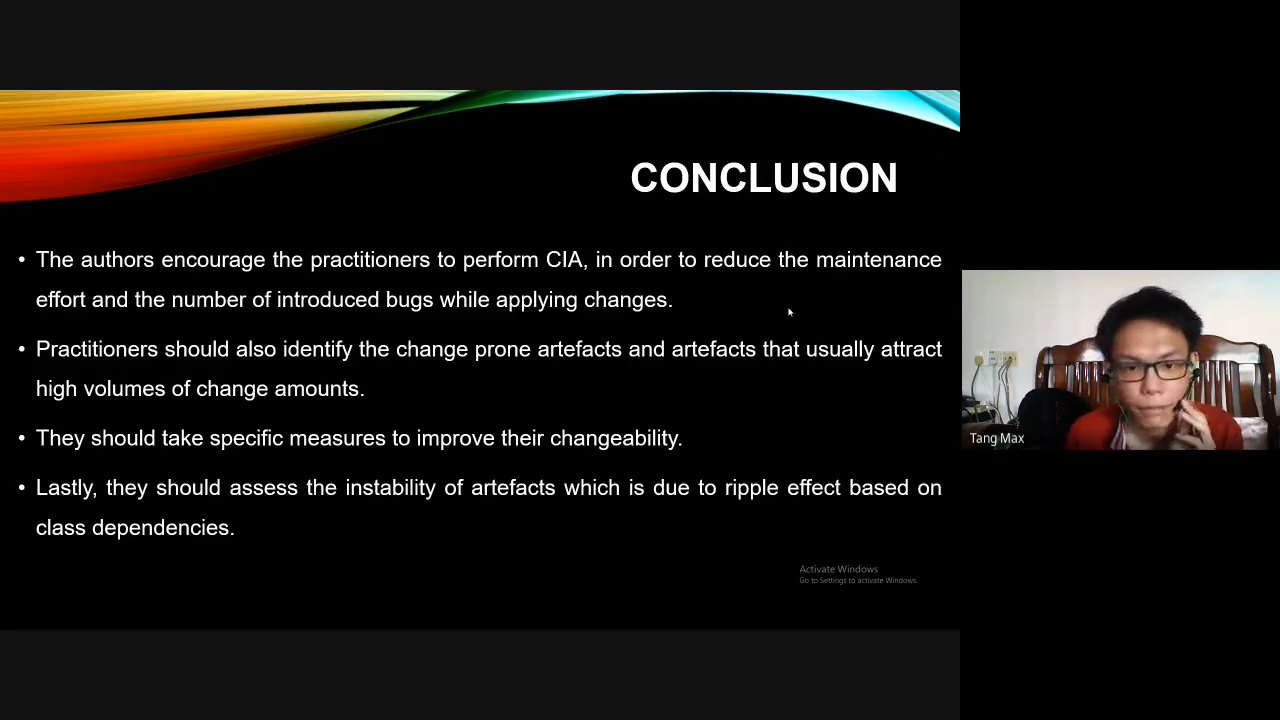 CONCLUSION
• The authors encourage the practitioners to perform CIA, in order to reduce the maintenance
effort and the number of introduced bugs while applying changes.
• Practitioners should also identify the change prone artefacts and artefacts that usually attract
high volumes of change amounts.
• They should take specific measures to improve their changeability.
• Lastly, they should assess the instability of artefacts which is due to ripple effect based on
class dependencies.
Activate Windows
Go to Settings to activate Windows.
Tang Max